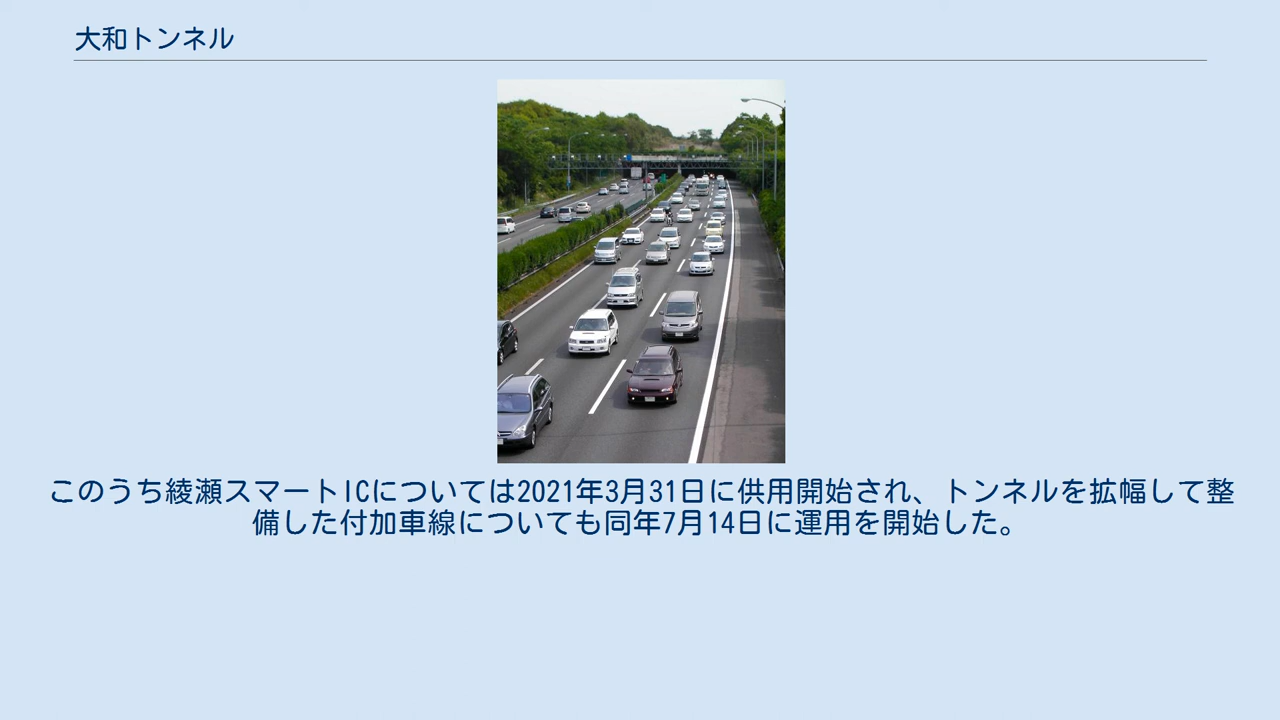 大和トンネル
このうち綾瀬スマートICについては2021年3月31日に供用開始され、トンネルを拡幅して整
備した付加車線についても同年7月14日に運用を開始した。